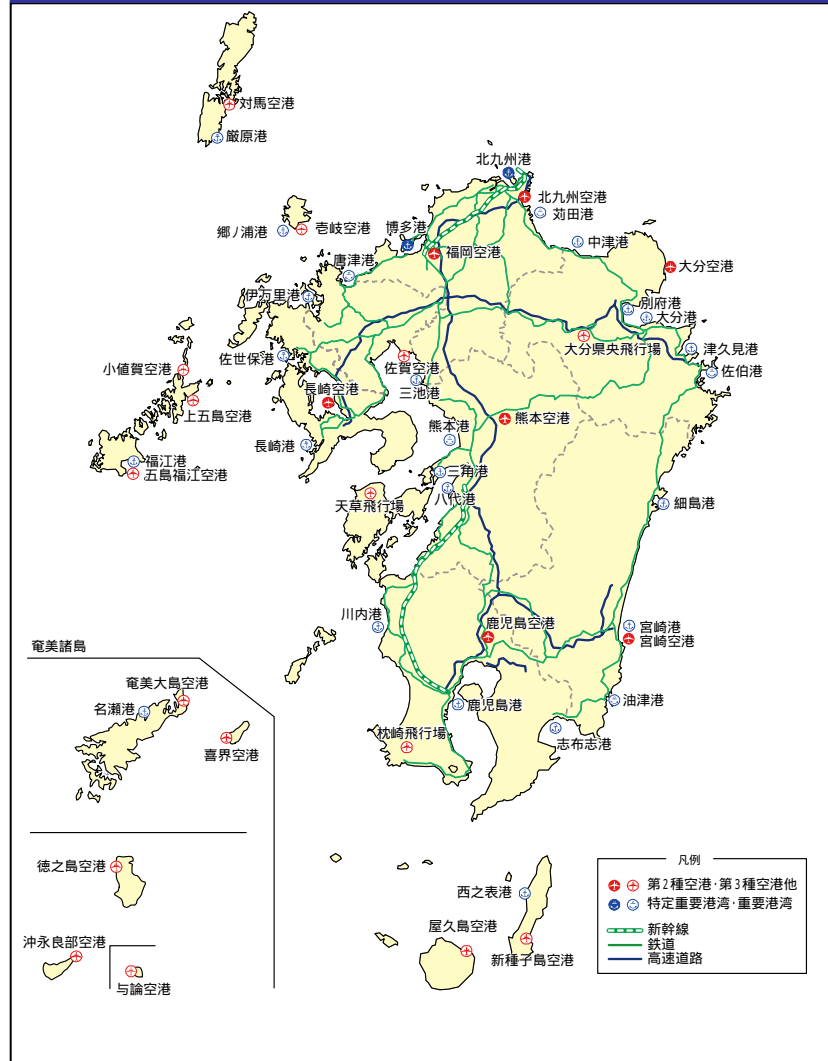 対馬空港
厳原港
北九州港
北九州空港
苅田港
郷ノ浦港
壱岐空港
博多港
福岡空港
中津港
大分空港
唐津港
伊万里港
別府港
大分港
大分県央飛行場
津久見港
佐伯港
佐世保港
佐賀空港
三池港
小値賀空港
上五島空港
長崎空港
熊本港
熊本空港
長崎港
福江港
五島福江空港
三角港
八代港
天草飛行場
細島港
川内港
鹿児島空港
宮崎港
宮崎空港
奄美諸島
奄美大島空港
名瀬港
喜界空港
鹿児島港
油津港
志布志港
枕崎飛行場
徳之島空港
沖永良部空港
与論空港
西之表港
屋久島空港
新種子島空港
凡例
第2種空港・第3種空港他
特定重要港湾・重要港湾
新幹線
鉄道
高速道路